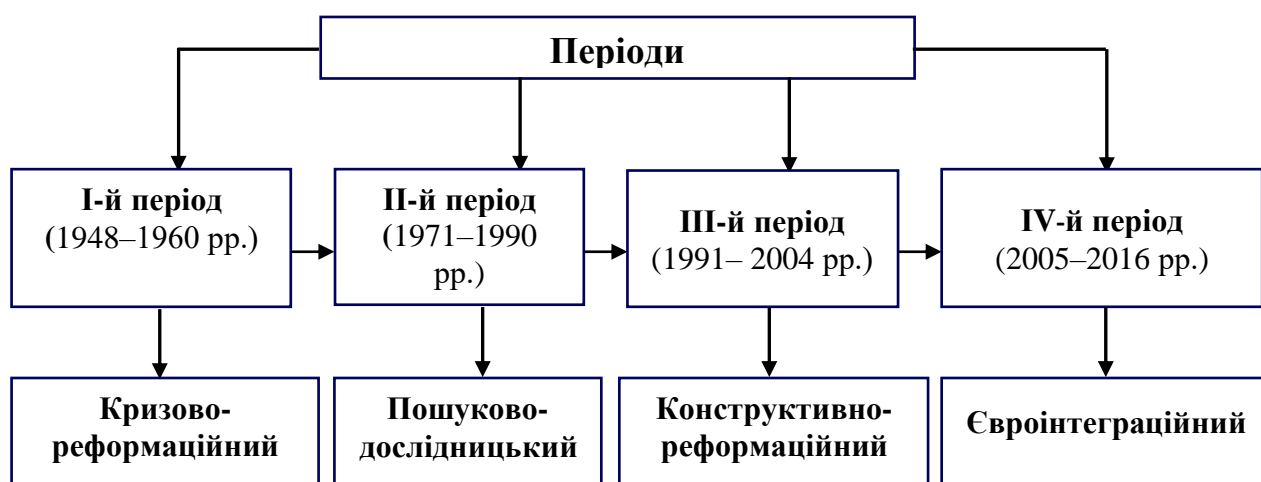 Періоди
І-й період
(1948–1960 рр.)
ІІ-й період
(1971–1990
рр.)
ІІІ-й період
(1991– 2004 рр.)
IV-й період
(2005–2016 рр.)
Кризово-
реформаційний
Пошуково-
дослідницький
Конструктивно-
реформаційний
Євроінтеграційний